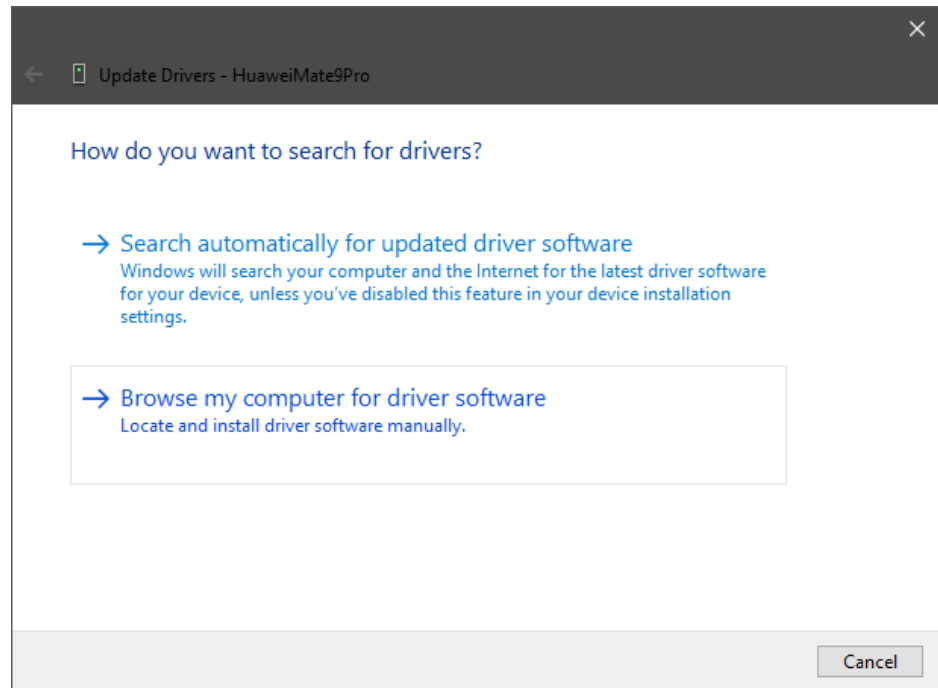 Update Drivers - HuaweiMate9Pro
How do you want to search for drivers?
Search automatically for updated driver software
Windows will search your computer and the Internet for the latest driver software
for your device, unless you've disabled this feature in your device installation
settings.
Browse my computer for driver software
Locate and install driver software manually.
Cancel